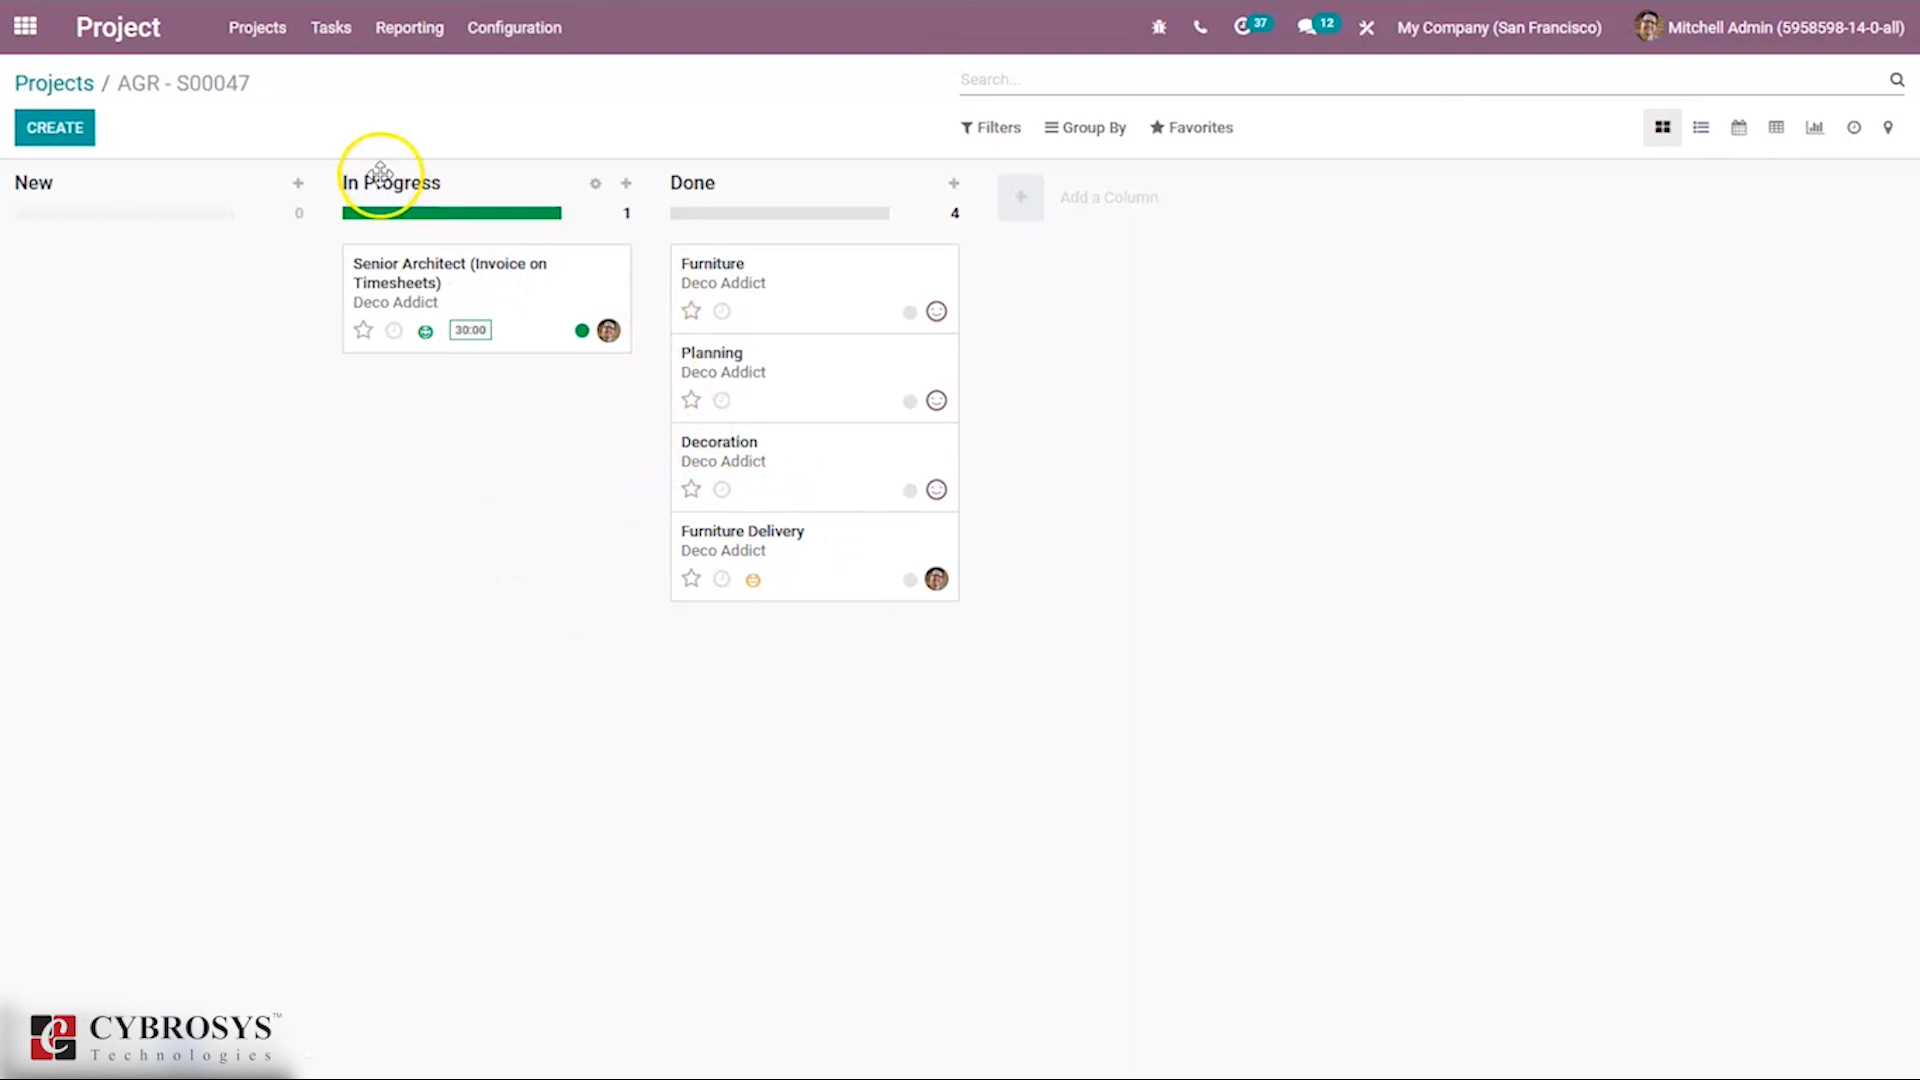 Project
Projects
Tasks
Reporting
Configuration
37
12
My Company (San Francisco)
Mitchell Admin (5958598-14-0-all)
Projects / AGR - S00047
Search...
CREATE
Filters
Group By
Favorites
New
0
In Progress
1
Done
4
Add a Column
Senior Architect (Invoice on
Timesheets)
Deco Addict
30:00
Furniture
Deco Addict
Planning
Deco Addict
Decoration
Deco Addict
Furniture Delivery
Deco Addict
CYBROSYS™
Technologies